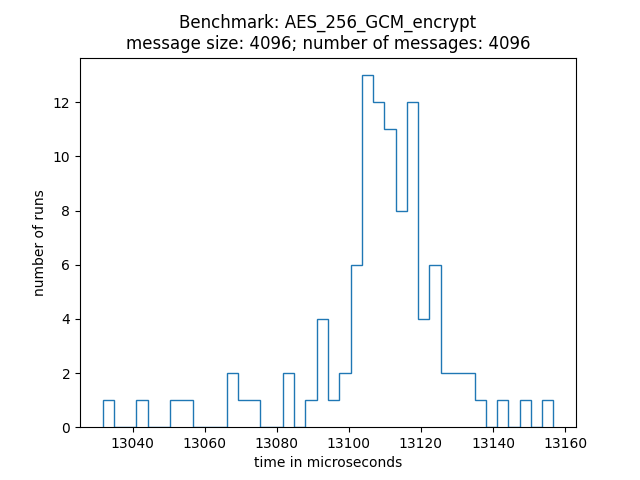 Benchmark: AES_256_GCM_encrypt
message size: 4096; number of messages: 4096
12
10
8
6
4
2
0
number of runs
13040 13060 13080 13100 13120 13140 13160
time in microseconds